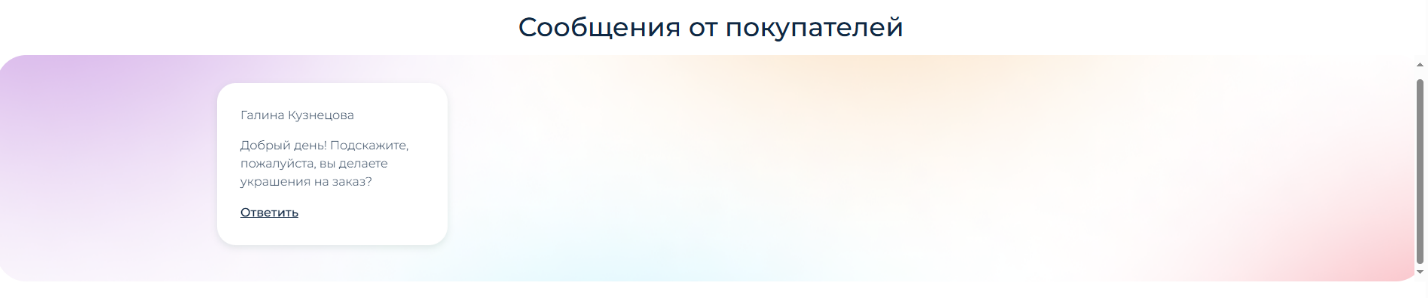 Сообщения от покупателей
Галина Кузнецова
Добрый день! Подскажите,
пожалуйста, вы делаете
украшения на заказ?
Ответить